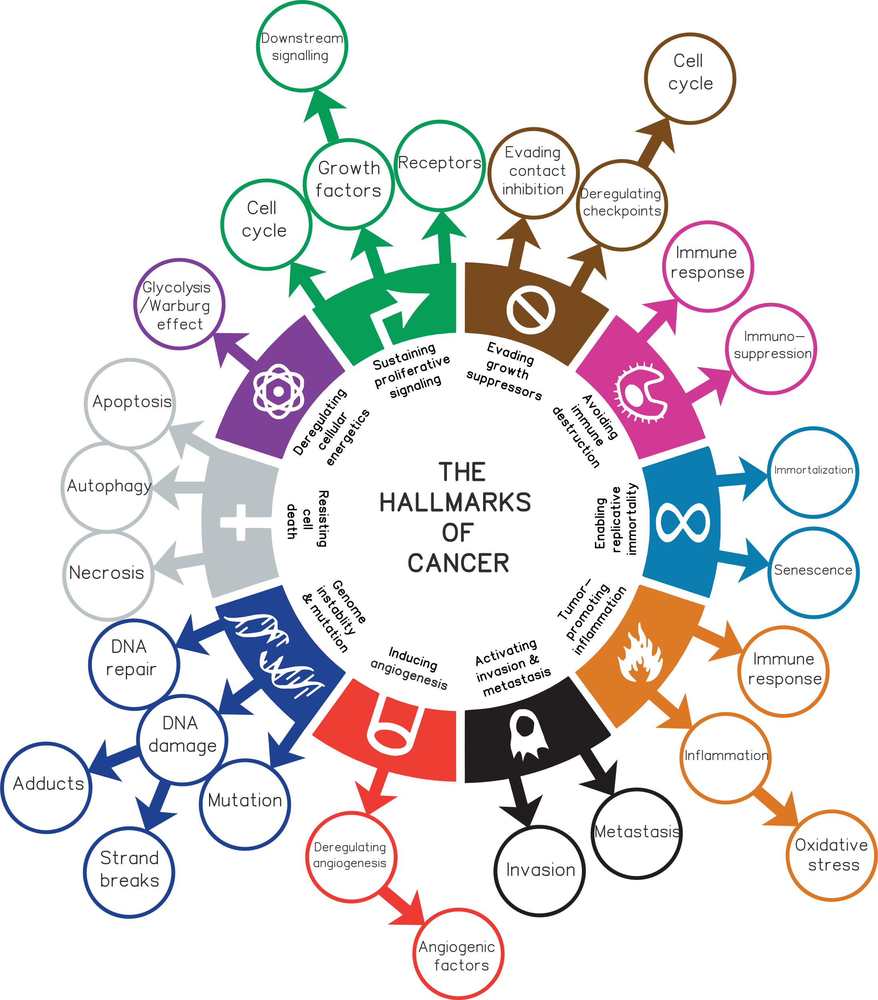 Downstream
signalling
Cell
cycle
Growth
factors
Receptors
Evading
contact
inhibition
Deregulating
checkpoints
Cell
cycle
Immune
response
Immuno-
suppression
Glycolysis
/Warburg
effect
Apoptosis
Autophagy
Necrosis
Immortalization
Senescence
Sustaining
proliferative
signaling
Evading
growth
suppressors
Avoiding
immune
destruction
Deregulating
cellular
energetics
Resisting
cell
death
Enabling
replicative
immortality
THE
HALLMARKS
OF
CANCER
Genome
instablity
& mutation
Inducing
angiogenesis
Activating
invasion &
metastasis
Tumor-
promoting
inflammation
DNA
repair
DNA
damage
Adducts
Strand
breaks
Mutation
Deregulating
angiogenesis
Angiogenic
factors
Invasion
Metastasis
Immune
response
Inflammation
Oxidative
stress